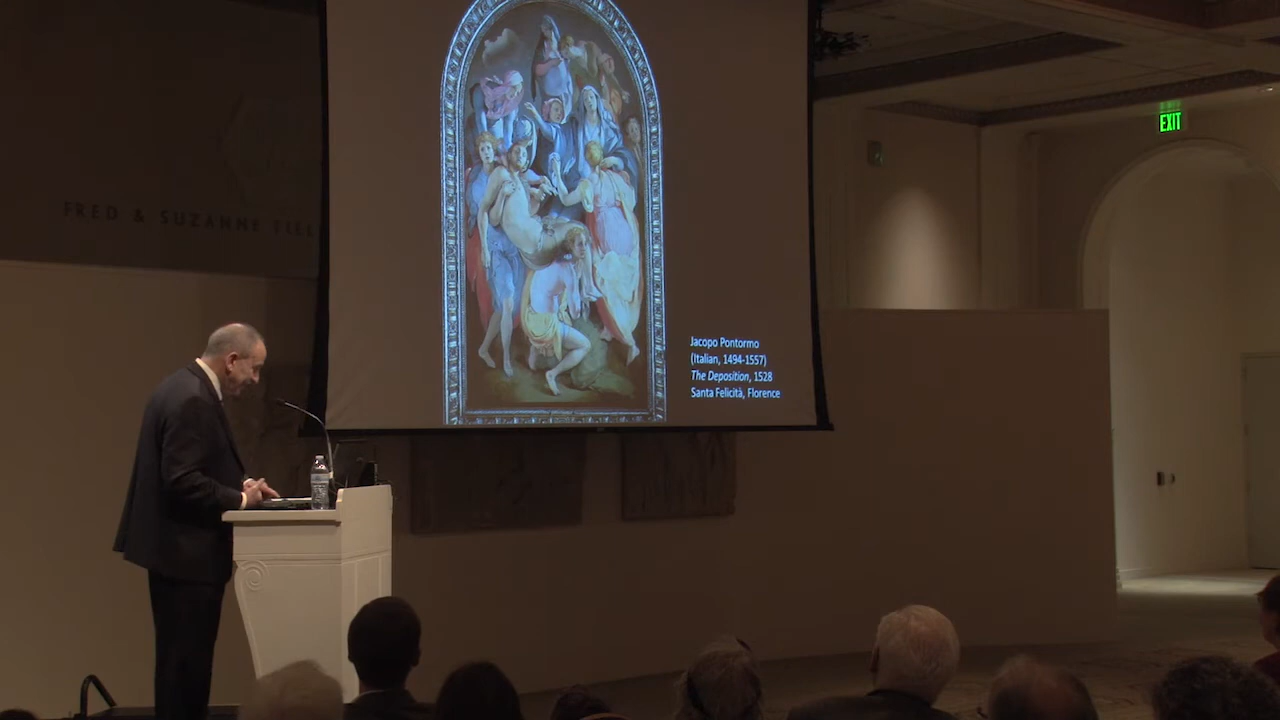 FRED & SUZANNE
EXIT
Jacopo Pontormo
(Italian, 1494-1557)
The Deposition, 1528
Santa Felicità, Florence